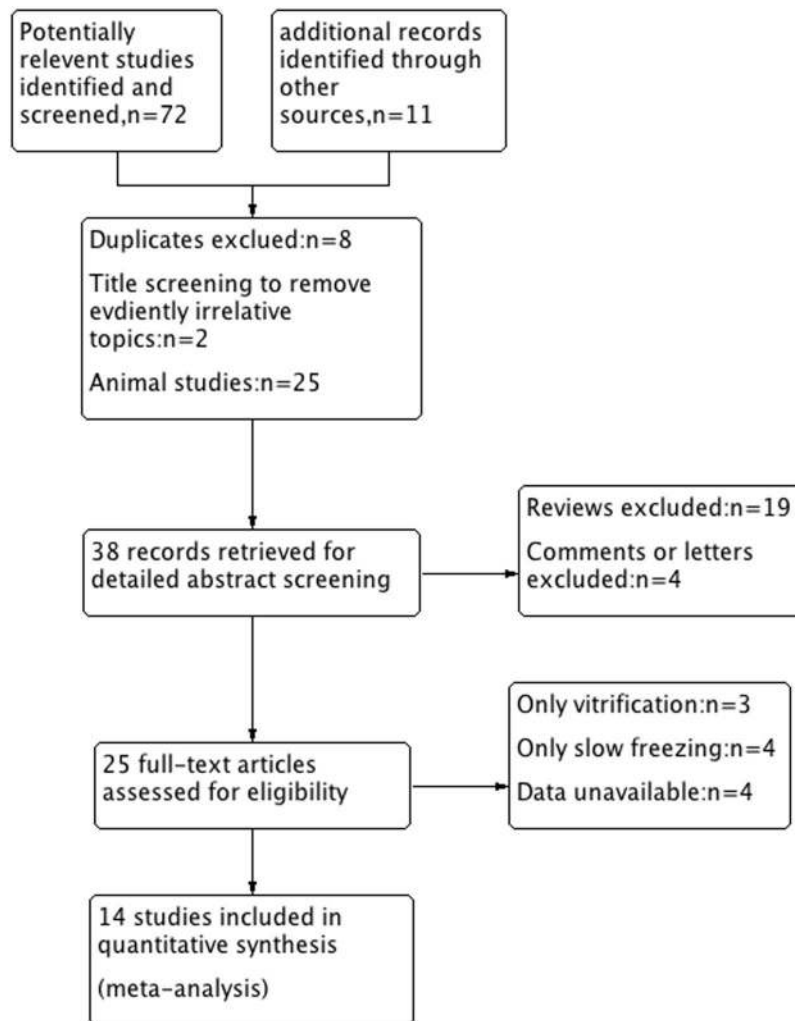 Potentially
relevent studies
identified and
screened,n=72
additional records
identified through
other
sources,n=11
Duplicates exclued:n=8
Title screening to remove
evdiently irrelative
topics:n=2
Animal studies:n=25
38 records retrieved for
detailed abstract screening
Reviews excluded:n=19
Comments or letters
excluded:n=4
25 full-text articles
assessed for eligibility
Only vitrification:n=3
Only slow freezing:n=4
Data unavailable:n=4
14 studies included in
quantitative synthesis
(meta-analysis)